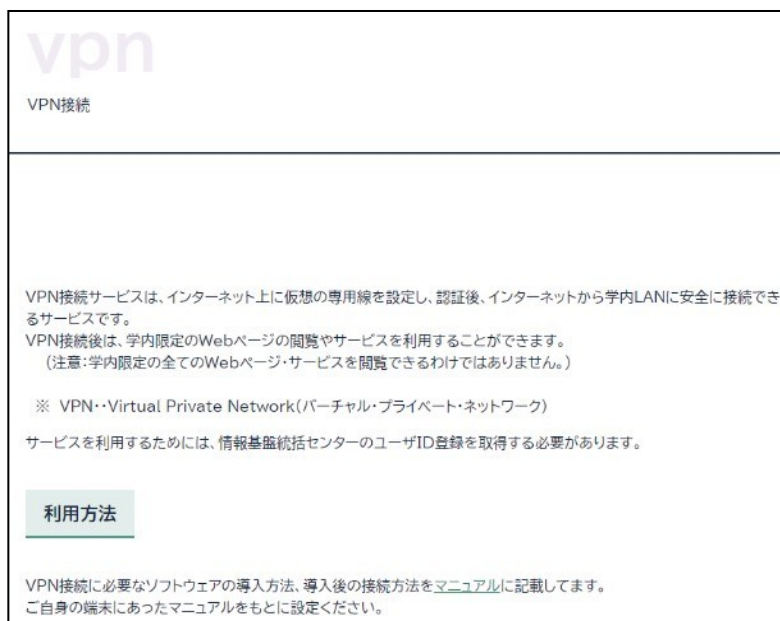 vpn
VPN接続
VPN接続サービスは、インターネット上に仮想の専用線を設定し、認証後、インターネットから学内LANに安全に接続でき
るサービスです。
VPN接続後は、学内限定のWebページの閲覧やサービスを利用することができます。
（注意：学内限定の全てのWebページ・サービスを閲覧できるわけではありません。）
※ VPN・・Virtual Private Network（バーチャル・プライベート・ネットワーク）
サービスを利用するためには、情報基盤統括センターのユーザID登録を取得する必要があります。
利用方法
VPN接続に必要なソフトウェアの導入方法、導入後の接続方法をマニュアルに記載してます。
ご自身の端末にあったマニュアルをもとに設定ください。